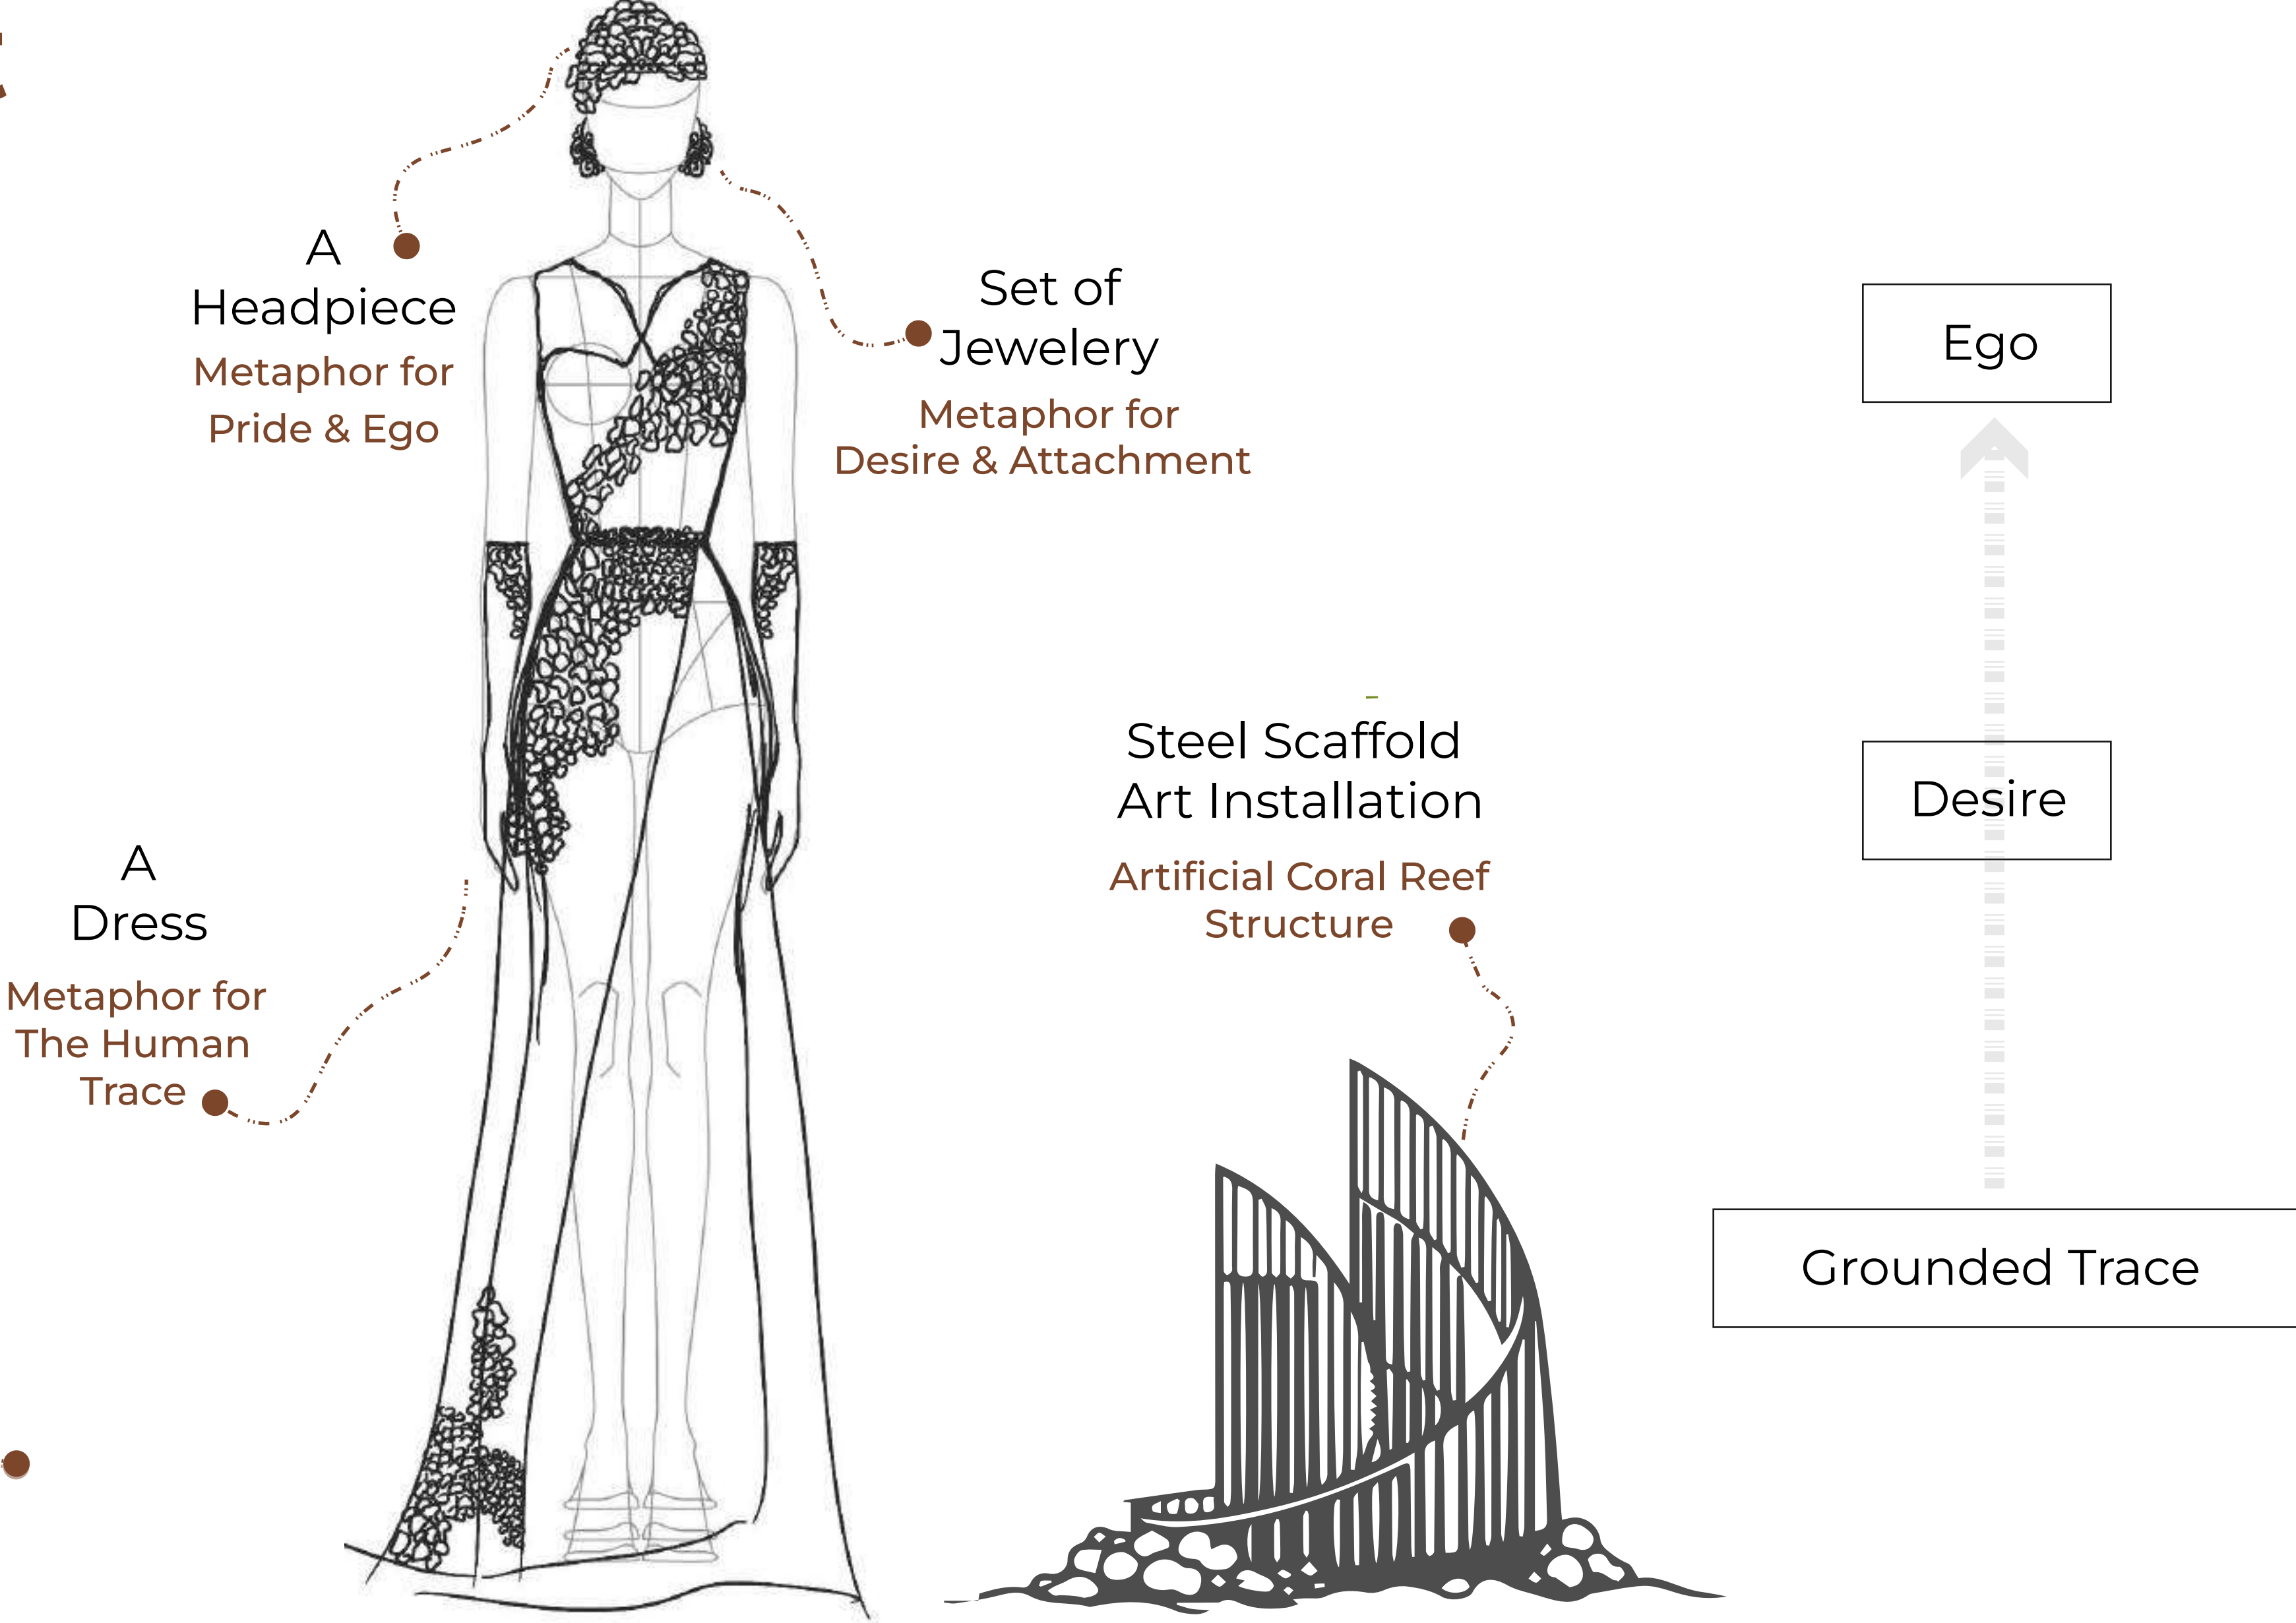 A
Headpiece
Metaphor for
Pride & Ego
Set of
Jewelery
Metaphor for
Desire & Attachment
A
Dress
Metaphor for
The Human
Trace
Steel Scaffold
Art Installation
Artificial Coral Reef
Structure
Ego
Desire
Grounded Trace